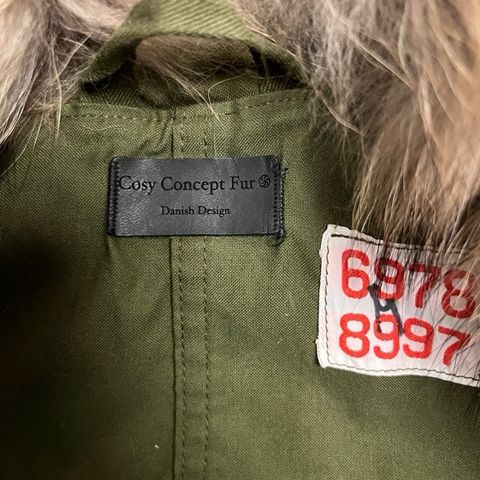 Cosy Concept Fur
Danish Design
6978
8997